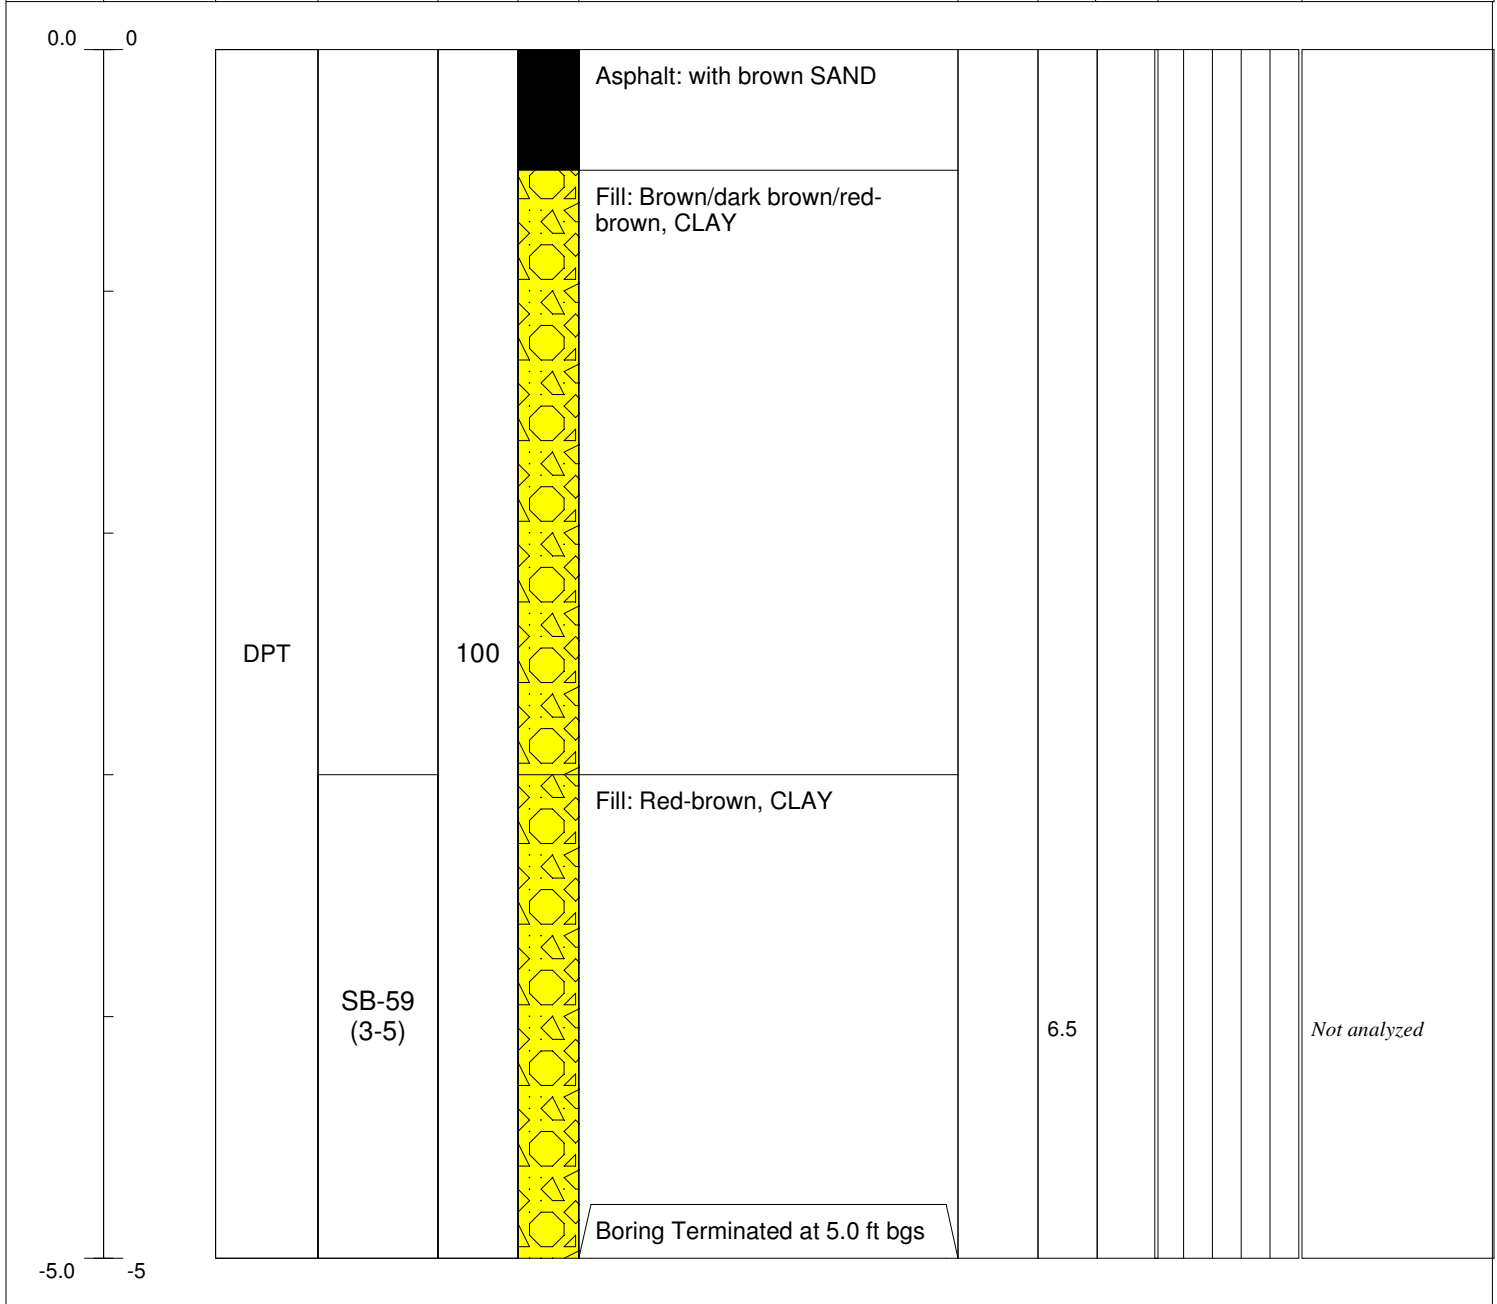 0.0 0
Asphalt: with brown SAND
Fill: Brown/dark brown/red-
brown, CLAY
DPT
100
Fill: Red-brown, CLAY
SB-59
(3-5)
6.5
Not analyzed
Boring Terminated at 5.0 ft bgs
-5.0 -5